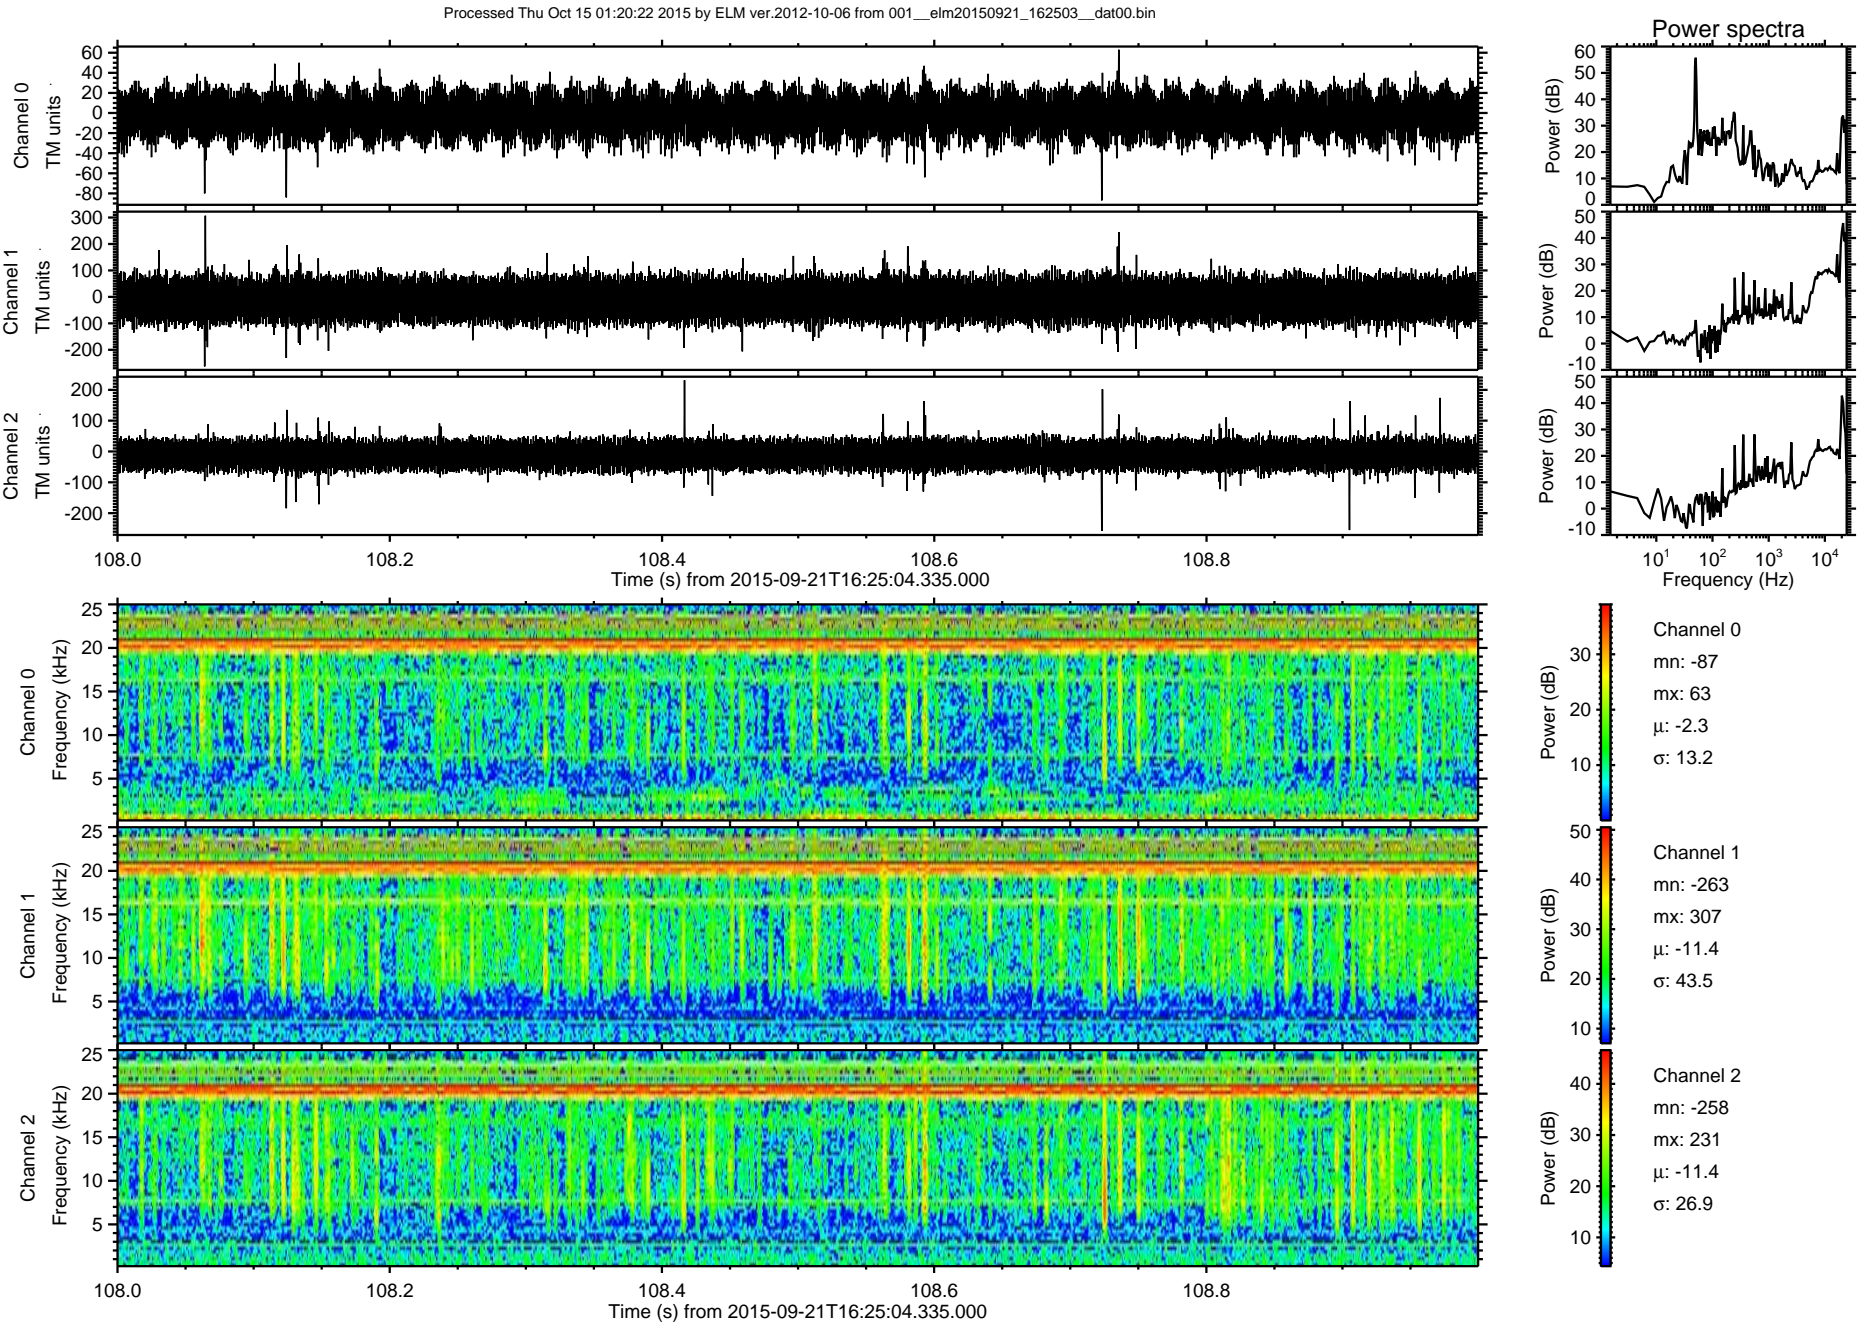 Processed Thu Oct 15 01:20:22 2015 by ELM ver.2012-10-06 from 001__elm20150921_162503__dat00.bin
Power spectra
Channel 0
TM units
60
40
20
0
-20
-40
-60
-80
Power (dB)
60
50
40
30
20
10
0
Channel 1
TM units
300
200
100
0
-100
-200
Power (dB)
50
40
30
20
10
0
-10
Channel 2
TM units
200
100
0
-100
-200
Power (dB)
50
40
30
20
10
0
-10
108.0 108.2 108.4 108.6 108.8
Time (s) from 2015-09-21T16:25:04.335.000
10^1 10^2 10^3 10^4
Frequency (Hz)
Channel 0
Frequency (kHz)
25
20
15
10
5
Power (dB)
30
20
10
Channel 0
mn: -87
mx: 63
μ: -2.3
σ: 13.2
Channel 1
Frequency (kHz)
25
20
15
10
5
Power (dB)
50
40
30
20
10
Channel 1
mn: -263
mx: 307
μ: -11.4
σ: 43.5
Channel 2
Frequency (kHz)
25
20
15
10
5
Power (dB)
40
30
20
10
Channel 2
mn: -258
mx: 231
μ: -11.4
σ: 26.9
108.0 108.2 108.4 108.6 108.8
Time (s) from 2015-09-21T16:25:04.335.000